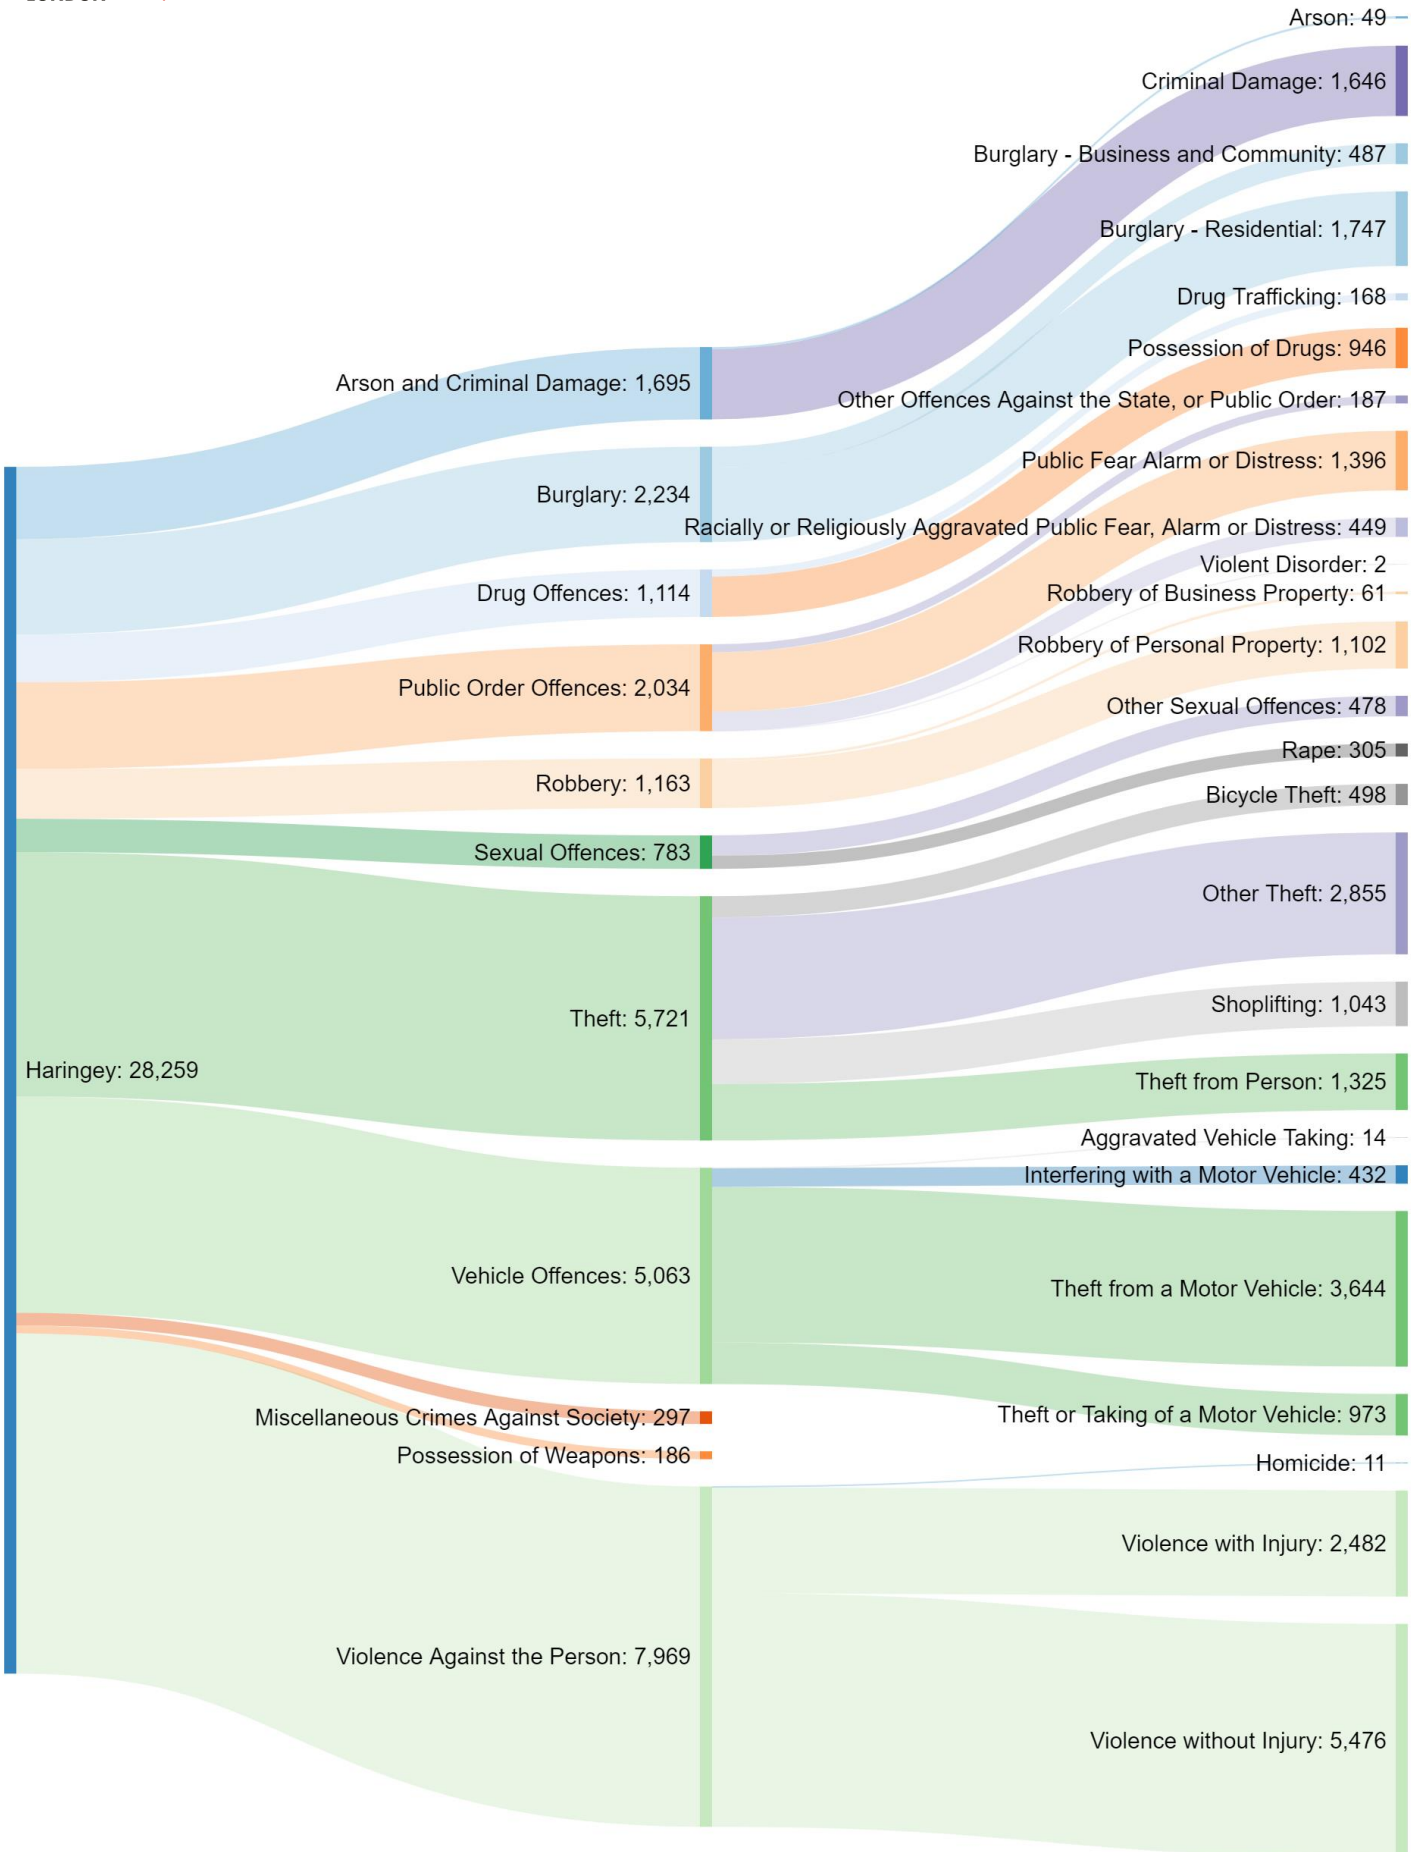 Arson: 49
Criminal Damage: 1,646
Burglary - Business and Community: 487
Burglary - Residential: 1,747
Drug Trafficking: 168
Possession of Drugs: 946
Arson and Criminal Damage: 1,695
Other Offences Against the State, or Public Order: 187
Public Fear Alarm or Distress: 1,396
Burglary: 2,234
Racially or Religiously Aggravated Public Fear, Alarm or Distress: 449
Violent Disorder: 2
Drug Offences: 1,114
Robbery of Business Property: 61
Robbery of Personal Property: 1,102
Public Order Offences: 2,034
Other Sexual Offences: 478
Rape: 305
Robbery: 1,163
Bicycle Theft: 498
Sexual Offences: 783
Other Theft: 2,855
Shoplifting: 1,043
Theft: 5,721
Haringey: 28,259
Theft from Person: 1,325
Aggravated Vehicle Taking: 14
Interfering with a Motor Vehicle: 432
Vehicle Offences: 5,063
Theft from a Motor Vehicle: 3,644
Miscellaneous Crimes Against Society: 297
Theft or Taking of a Motor Vehicle: 973
Possession of Weapons: 186
Homicide: 11
Violence with Injury: 2,482
Violence Against the Person: 7,969
Violence without Injury: 5,476